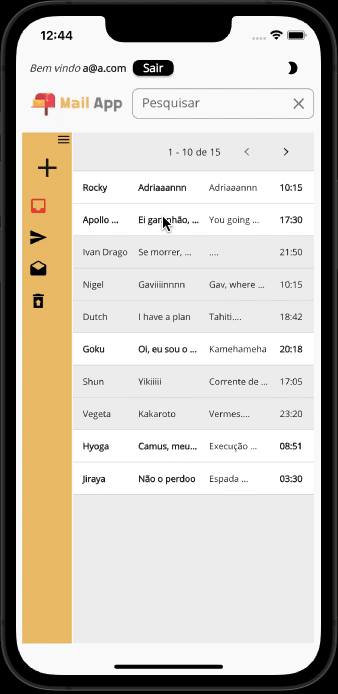 12:44
Bem vindo a@a.com Sair
Mail App Pesquisar
1 - 10 de 15
Rocky Adriaaannn Adriaaannn 10:15
Apollo ... Ei garanhão, ... You going ... 17:30
Ivan Drago Se morrer, ... .... 21:50
Nigel Gaviiiinnnn Gav, where ... 10:15
Dutch I have a plan Tahiti.... 18:42
Goku Oi, eu sou o ... Kamehameha 20:18
Shun Yikiiiii Corrente de ... 17:05
Vegeta Kakaroto Vermes.... 23:20
Hyoga Camus, meu... Execução ... 08:51
Jiraya Não o perdoo Espada ... 03:30